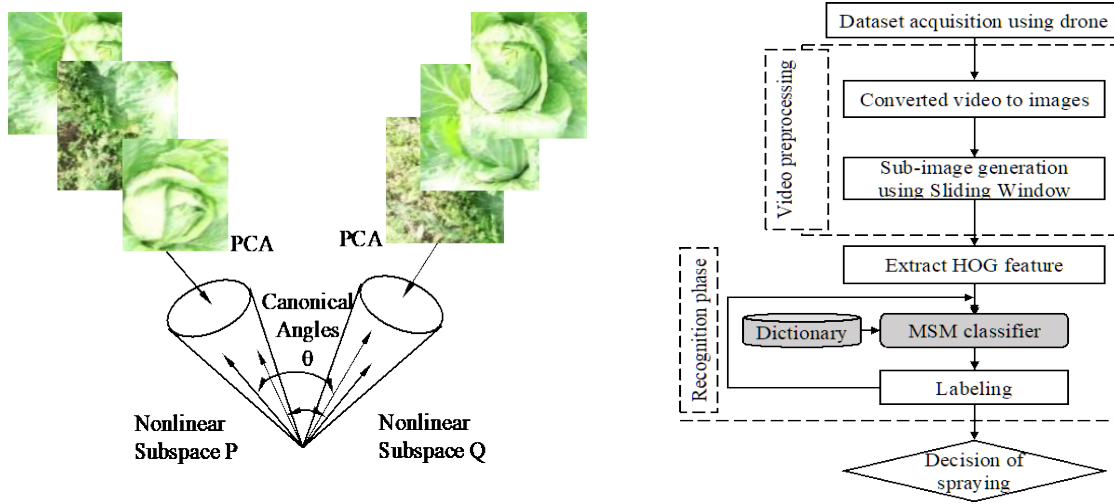 PCA
PCA
Canonical
Angles
θ
Nonlinear
Subspace P
Nonlinear
Subspace Q
Dataset acquisition using drone
Video preprocessing
Converted video to images
Sub-image generation
using Sliding Window
Recognition phase
Extract HOG feature
Dictionary
MSM classifier
Labeling
Decision of
spraying